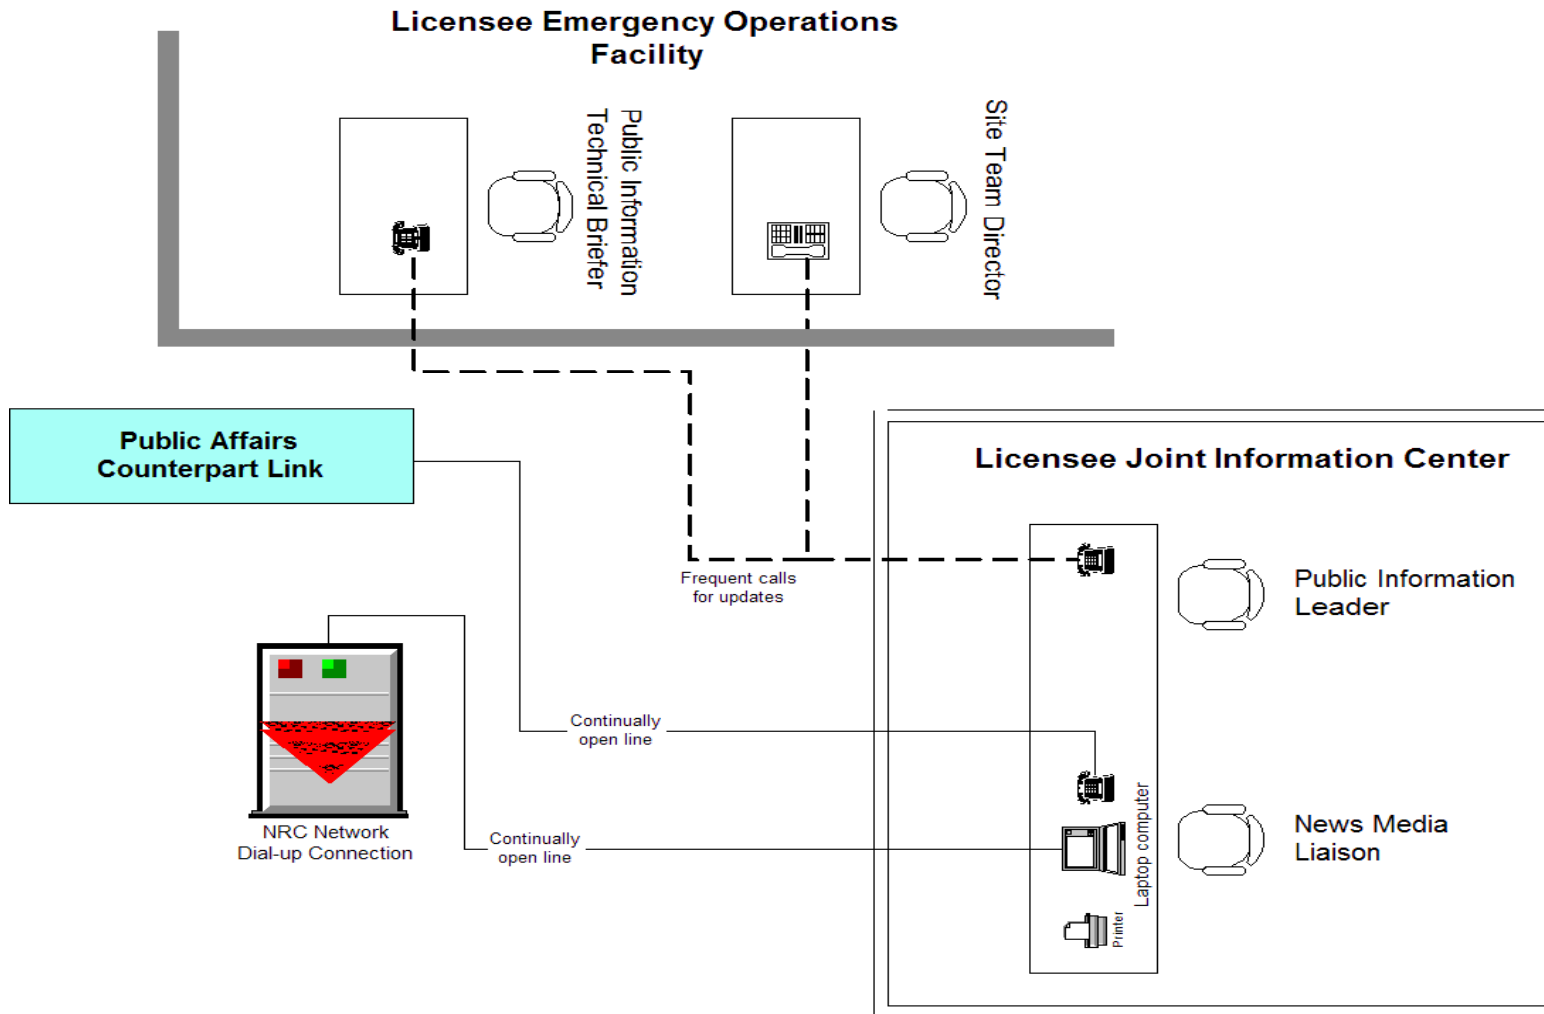 Licensee Emergency Operations
Facility
Public Information
Technical Briefer
Site Team Director
Public Affairs
Counterpart Link
Licensee Joint Information Center
Frequent calls
for updates
Public Information
Leader
Continually
open line
NRC Network
Dial-up Connection
Continually
open line
Laptop computer
News Media
Liaison
Printer